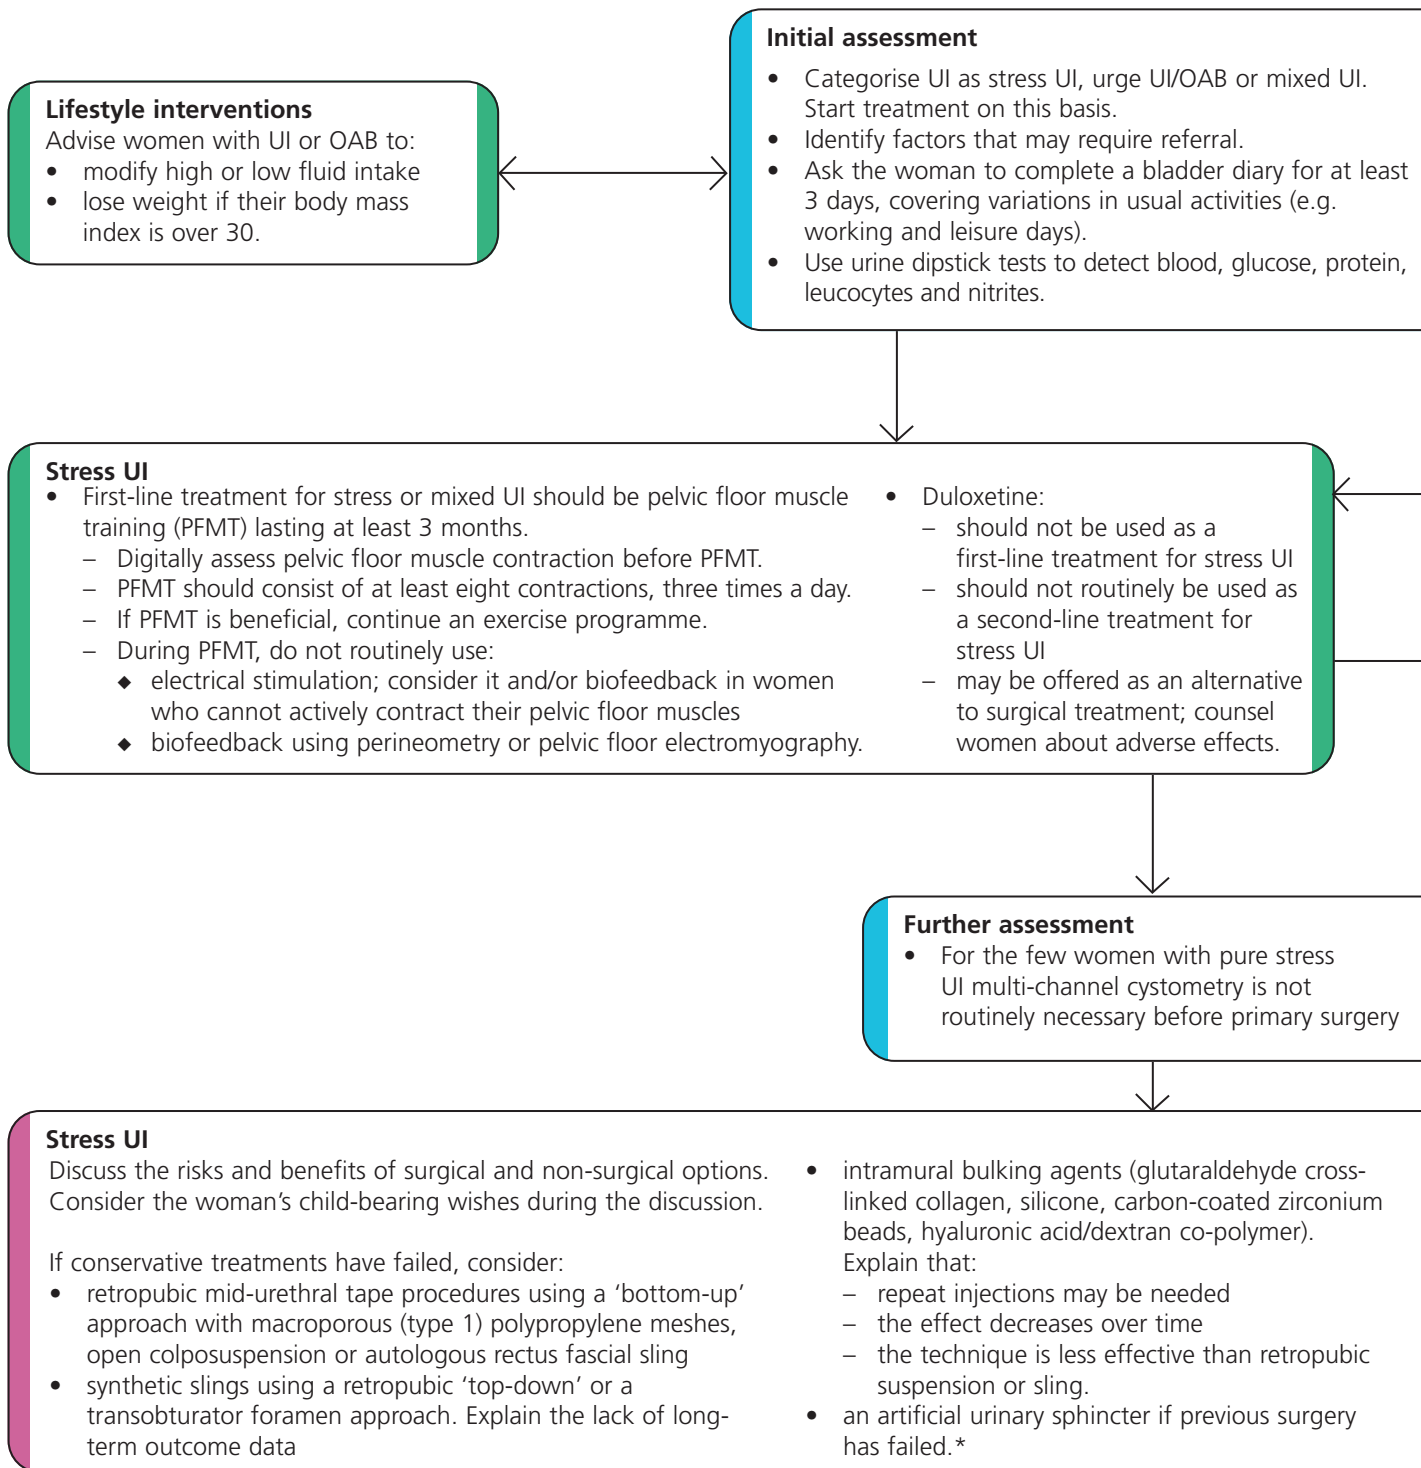 Initial assessment
• Categorise UI as stress UI, urge UI/OAB or mixed UI.
Start treatment on this basis.
• Identify factors that may require referral.
• Ask the woman to complete a bladder diary for at least
3 days, covering variations in usual activities (e.g.
working and leisure days).
• Use urine dipstick tests to detect blood, glucose, protein,
leucocytes and nitrites.
Lifestyle interventions
Advise women with UI or OAB to:
• modify high or low fluid intake
• lose weight if their body mass
index is over 30.
Stress UI
• First-line treatment for stress or mixed UI should be pelvic floor muscle
training (PFMT) lasting at least 3 months.
– Digitally assess pelvic floor muscle contraction before PFMT.
– PFMT should consist of at least eight contractions, three times a day.
– If PFMT is beneficial, continue an exercise programme.
– During PFMT, do not routinely use:
◆ electrical stimulation; consider it and/or biofeedback in women
who cannot actively contract their pelvic floor muscles
◆ biofeedback using perineometry or pelvic floor electromyography.
• Duloxetine:
– should not be used as a
first-line treatment for stress UI
– should not routinely be used as
a second-line treatment for
stress UI
– may be offered as an alternative
to surgical treatment; counsel
women about adverse effects.
Further assessment
• For the few women with pure stress
UI multi-channel cystometry is not
routinely necessary before primary surgery
Stress UI
Discuss the risks and benefits of surgical and non-surgical options.
Consider the woman's child-bearing wishes during the discussion.
If conservative treatments have failed, consider:
• retropubic mid-urethral tape procedures using a ‘bottom-up’
approach with macroporous (type 1) polypropylene meshes,
open colposuspension or autologous rectus fascial sling
• synthetic slings using a retropubic ‘top-down’ or a
transobturator foramen approach. Explain the lack of long-
term outcome data
• intramural bulking agents (glutaraldehyde cross-
linked collagen, silicone, carbon-coated zirconium
beads, hyaluronic acid/dextran co-polymer).
Explain that:
– repeat injections may be needed
– the effect decreases over time
– the technique is less effective than retropubic
suspension or sling.
• an artificial urinary sphincter if previous surgery
has failed.*